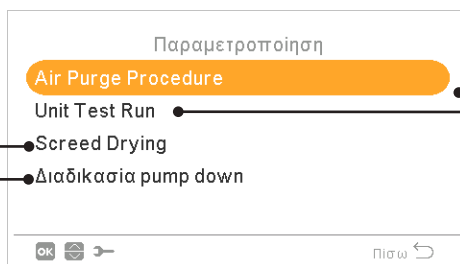 Παραμετροποίηση
Air Purge Procedure
Unit Test Run
Screed Drying
Διαδικασία pump down
OK Πίσω